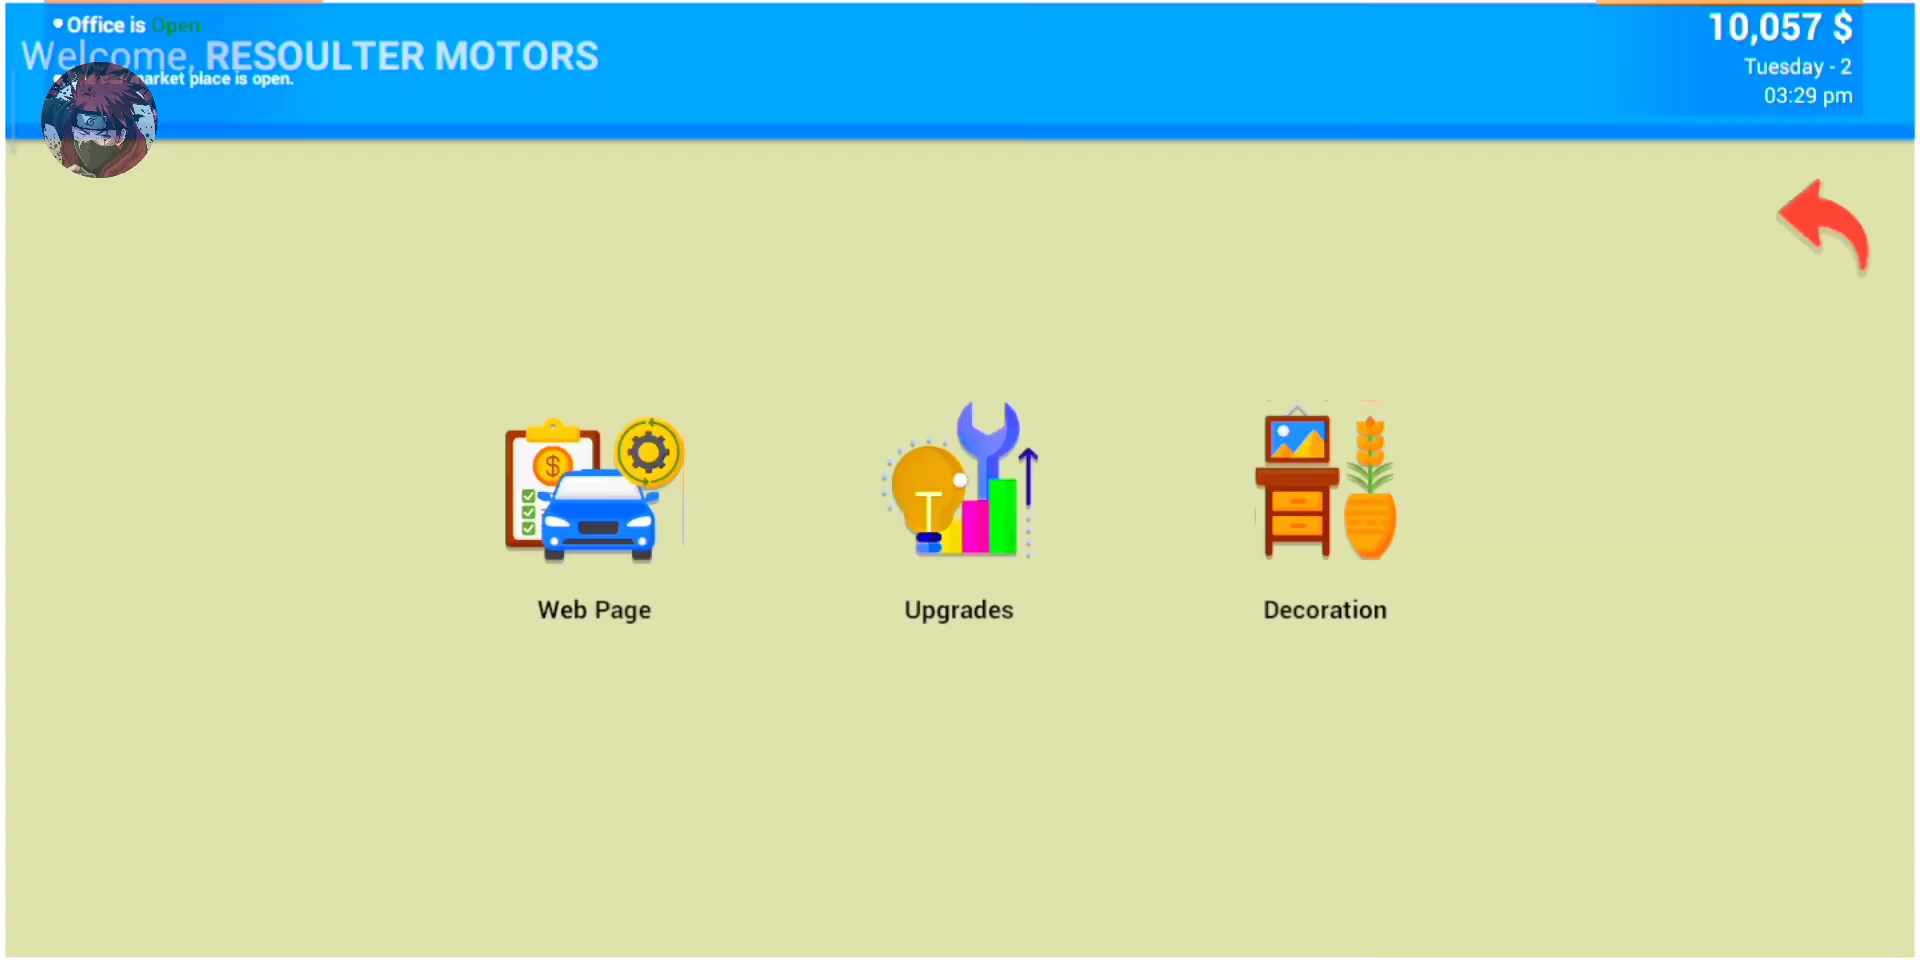 Office is Open
Welcome, RESOULTER MOTORS
market place is open.
10,057 $
Tuesday - 2
03:29 pm
Web Page
Upgrades
Decoration